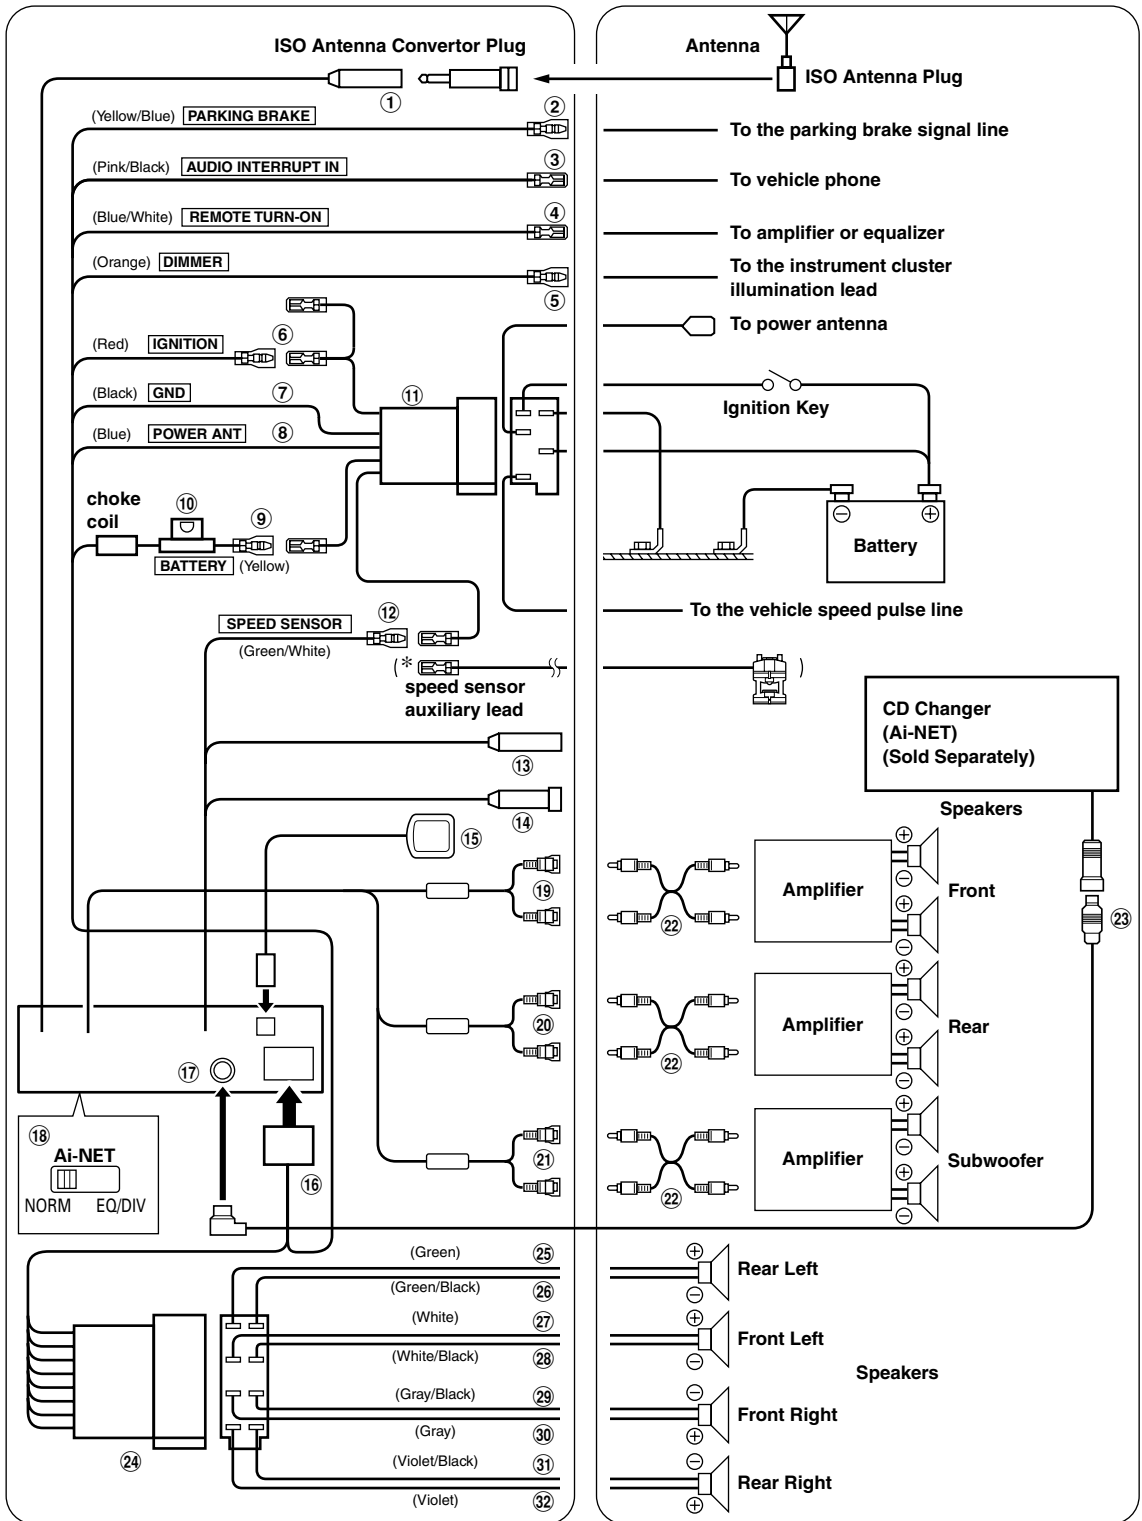 ISO Antenna Convertor Plug
Antenna
ISO Antenna Plug
①
(Yellow/Blue) PARKING BRAKE
②
To the parking brake signal line
(Pink/Black) AUDIO INTERRUPT IN
③
To vehicle phone
(Blue/White) REMOTE TURN-ON
④
To amplifier or equalizer
(Orange) DIMMER
⑤
To the instrument cluster
illumination lead
To power antenna
(Red) IGNITION
⑥
Ignition Key
(Black) GND
⑦
⑪
(Blue) POWER ANT
⑧
choke
coil
⑩
⑨
BATTERY (Yellow)
⊖ ⊕
Battery
To the vehicle speed pulse line
SPEED SENSOR
⑫
(Green/White)
(*
)
speed sensor
auxiliary lead
CD Changer
(Ai-NET)
(Sold Separately)
⑬
⑭
⑮
Speakers
⑲
㉒
Amplifier
⊕
⊖
⊕
⊖
Front
㉓
⑳
㉒
Amplifier
⊕
⊖
⊕
⊖
Rear
⑰
㉑
㉒
Amplifier
⊕
⊖
⊕
⊖
Subwoofer
⑱
Ai-NET
NORM EQ/DIV
⑯
(Green) ㉕
(Green/Black) ㉖
⊕
⊖
Rear Left
(White) ㉗
(White/Black) ㉘
⊕
⊖
Front Left
Speakers
(Gray/Black) ㉙
(Gray) ㉚
⊖
⊕
Front Right
(Violet/Black) ㉛
(Violet) ㉜
⊖
⊕
Rear Right
㉔